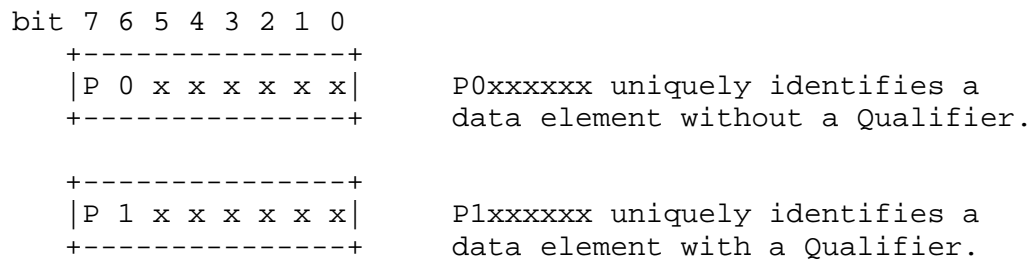 bit 7 6 5 4 3 2 1 0
+---------------+
|P 0 x x x x x x| P0xxxxxx uniquely identifies a
+---------------+ data element without a Qualifier.
+---------------+
|P 1 x x x x x x| P1xxxxxx uniquely identifies a
+---------------+ data element with a Qualifier.